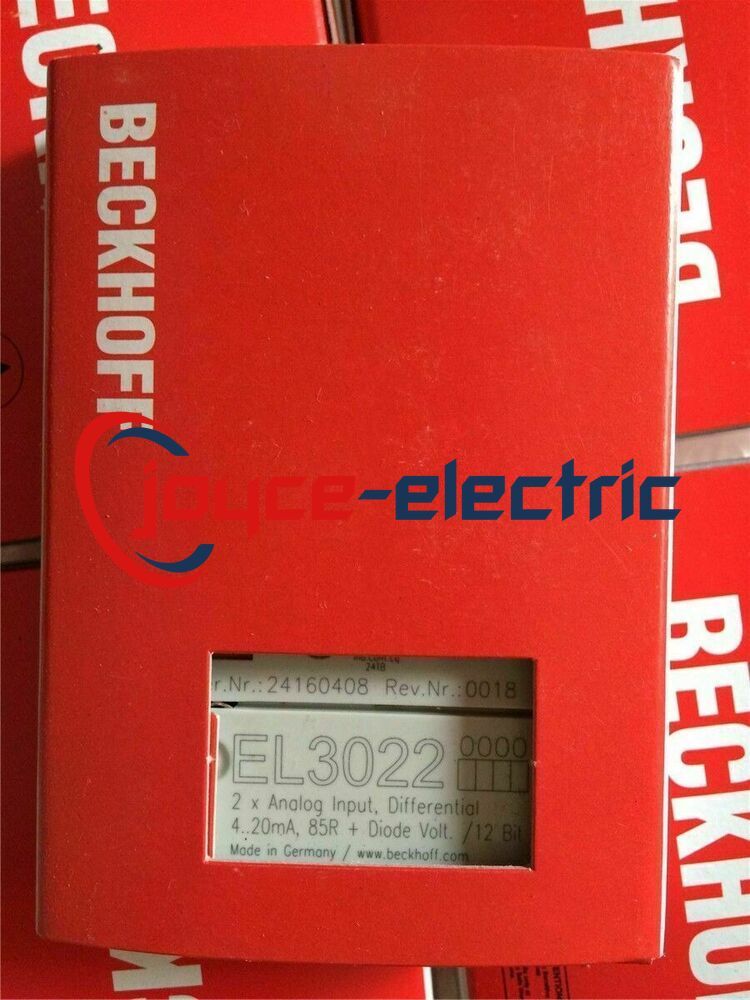 BECKHOFF
joyce-electric
2418
r.Nr.:24160408 Rev.Nr.:0018
EL3022 0000
2 x Analog Input, Differential
4..20mA, 85R + Diode Volt. /12 Bit
Made in Germany / www.beckhoff.com
BECKHOFF